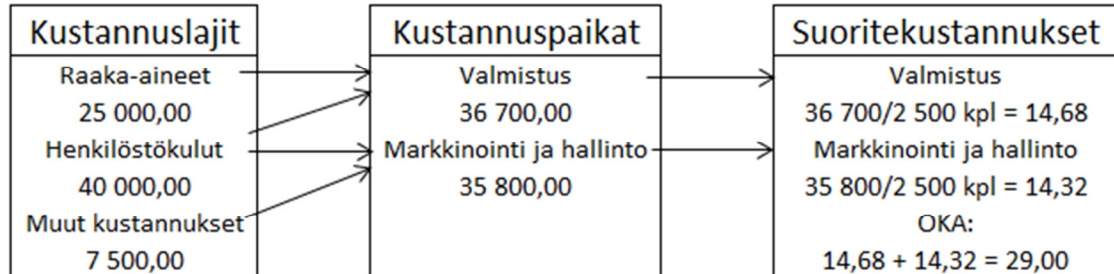 Kustannuslajit
Raaka-aineet
25 000,00
Henkilöstökulut
40 000,00
Muut kustannukset
7 500,00
Kustannuspaikat
Valmistus
36 700,00
Markkinointi ja hallinto
35 800,00
Suoritekustannukset
Valmistus
36 700/2 500 kpl = 14,68
Markkinointi ja hallinto
35 800/2 500 kpl = 14,32
OKA:
14,68 + 14,32 = 29,00